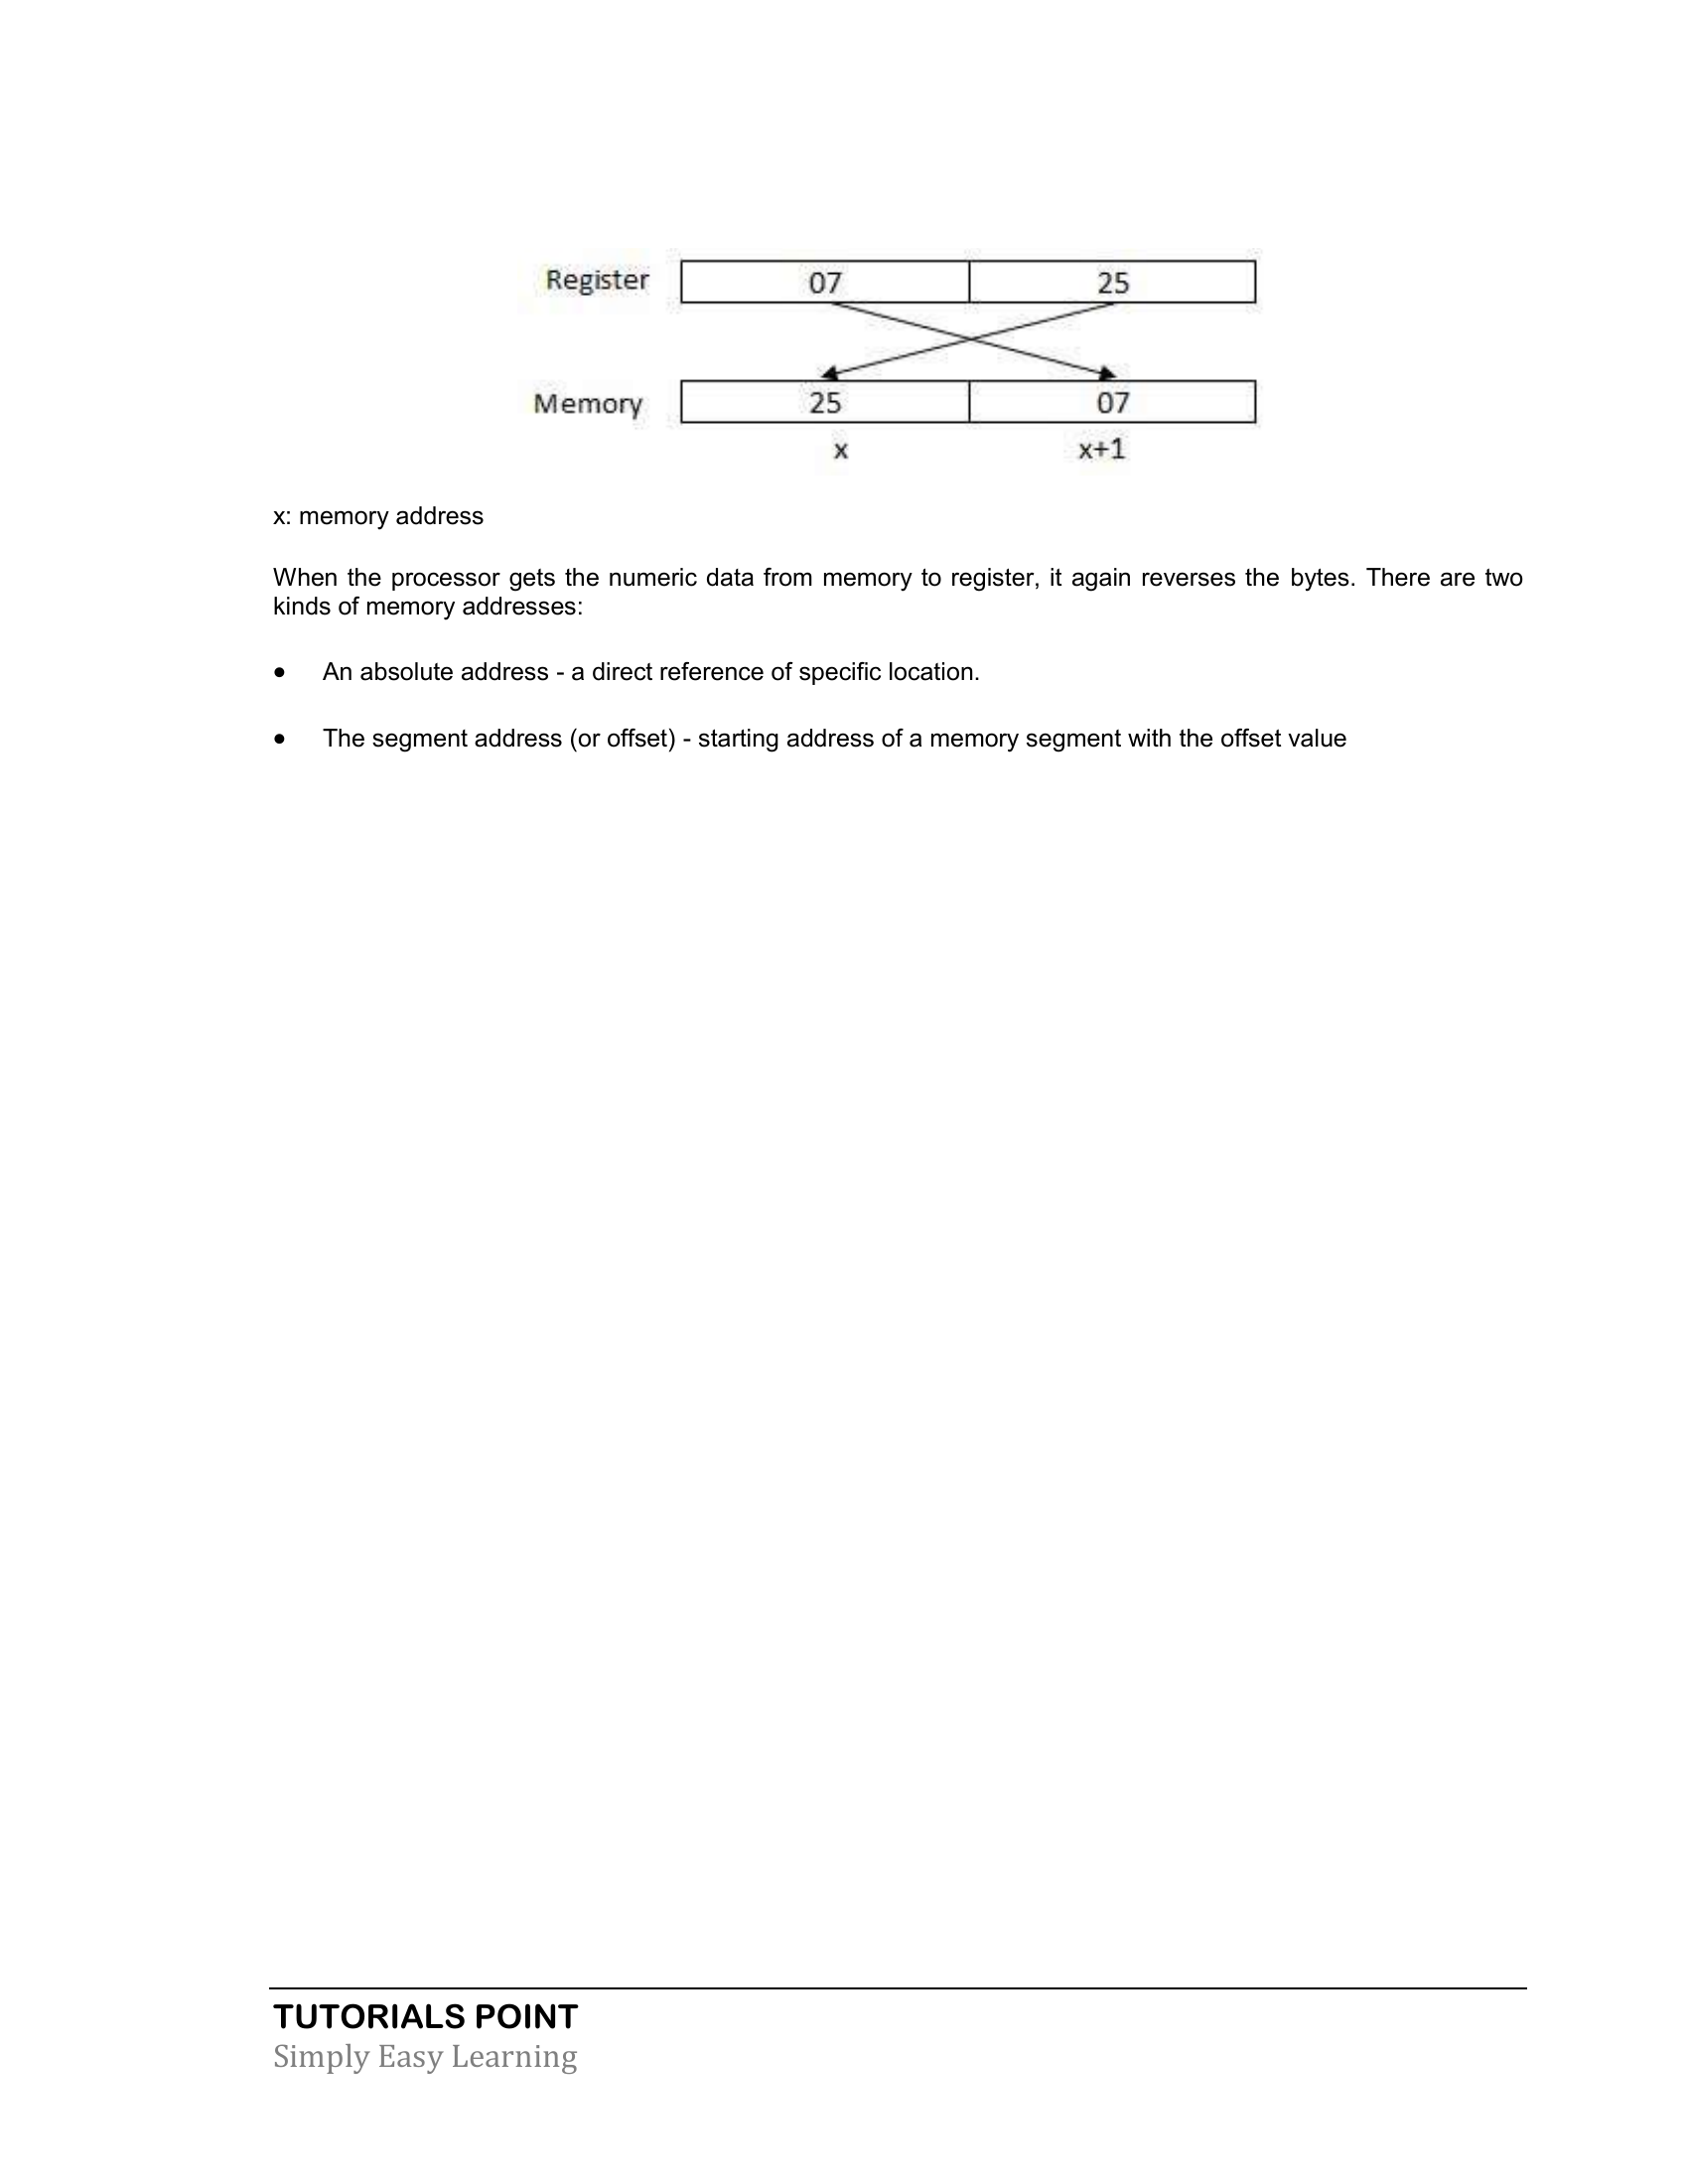 Register 07 25
Memory 25 07
x x+1
x: memory address
When the processor gets the numeric data from memory to register, it again reverses the bytes. There are two
kinds of memory addresses:
• An absolute address - a direct reference of specific location.
• The segment address (or offset) - starting address of a memory segment with the offset value
TUTORIALS POINT
Simply Easy Learning